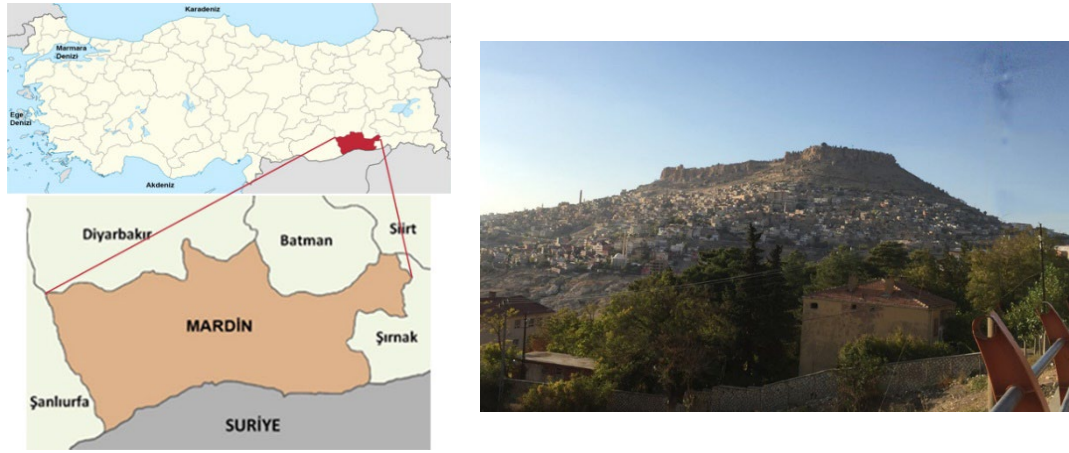 Karadeniz
Marmara
Denizi
Ege
Denizi
Akdeniz
Diyarbakır
Batman
Siirt
MARDİN
Şırnak
Şanlıurfa
SURİYE